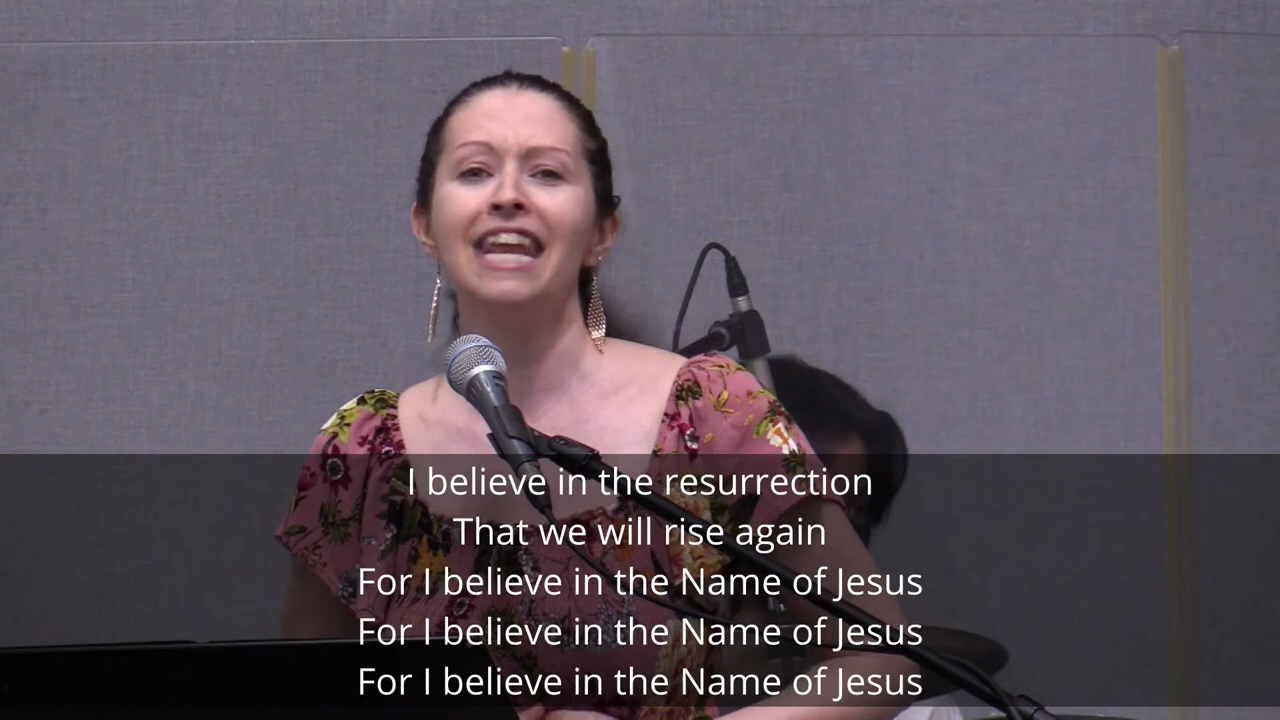 I believe in the resurrection
That we will rise again
For I believe in the Name of Jesus
For I believe in the Name of Jesus
For I believe in the Name of Jesus